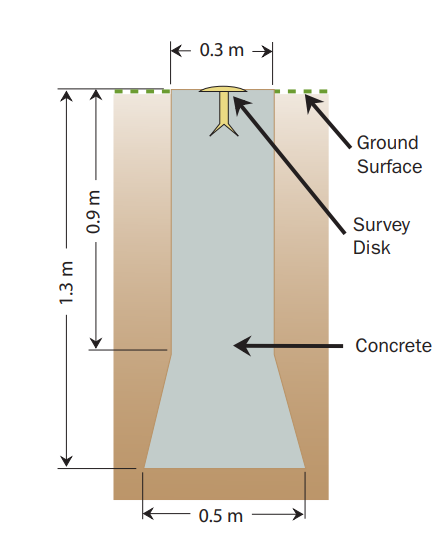 0.3 m
Ground
Surface
0.9 m
Survey
Disk
1.3 m
Concrete
0.5 m